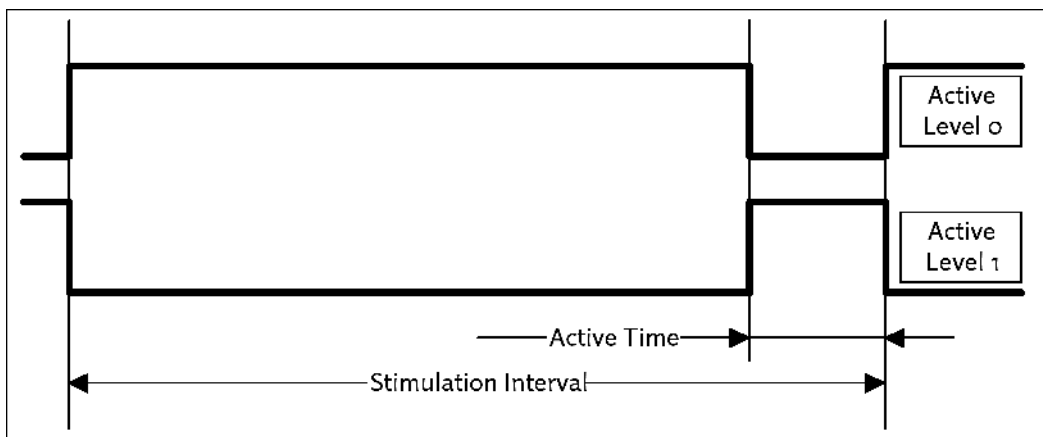 Active
Level 0
Active
Level 1
Active Time
Stimulation Interval